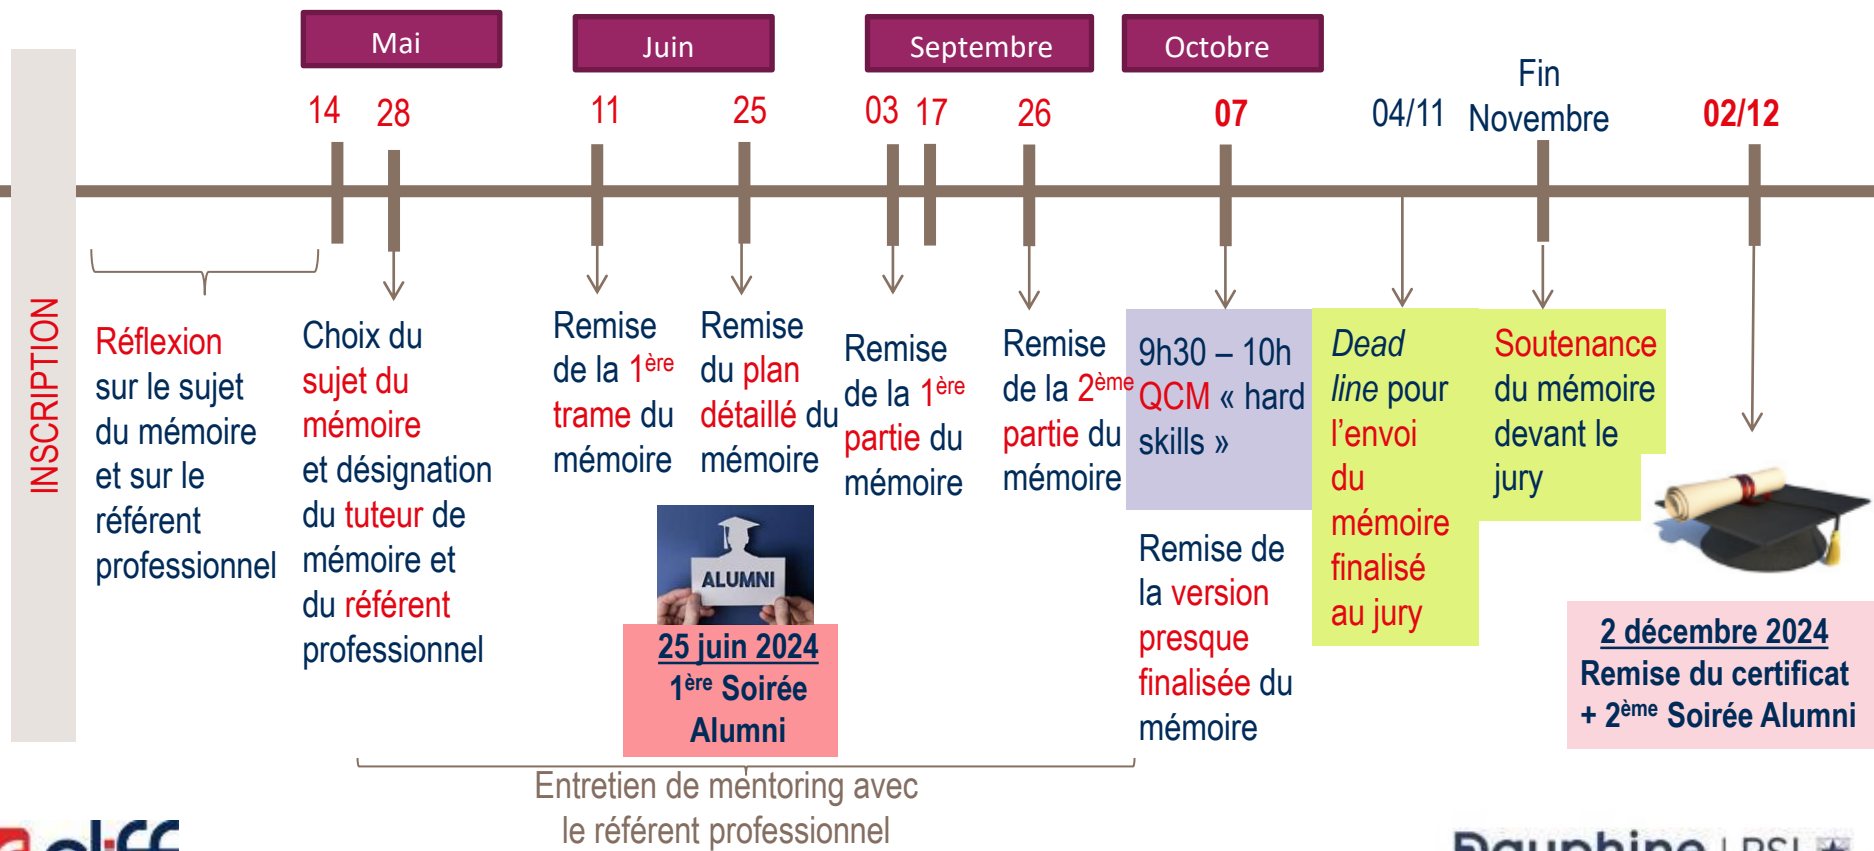 Mai
Juin
Septembre
Octobre
14
28
11
25
03
17
26
07
04/11
Fin
Novembre
02/12
INSCRIPTION
Réflexion
sur le sujet
du mémoire
et sur le
référent
professionnel
Choix du
sujet du
mémoire
et désignation
du tuteur de
mémoire et
du référent
professionnel
Remise
de la 1ère
trame du
mémoire
Remise
du plan
détaillé du
mémoire
ALUMNI
25 juin 2024
1ère Soirée
Alumni
Remise
de la 1ère
partie du
mémoire
Remise
de la 2ème
partie du
mémoire
9h30 – 10h
QCM « hard
skills »
Remise de
la version
presque
finalisée du
mémoire
Dead
line pour
l'envoi
du
mémoire
finalisé
au jury
Soutenance
du mémoire
devant le
jury
2 décembre 2024
Remise du certificat
+ 2ème Soirée Alumni
Entretien de mentoring avec
le référent professionnel
Dauphine | PSL